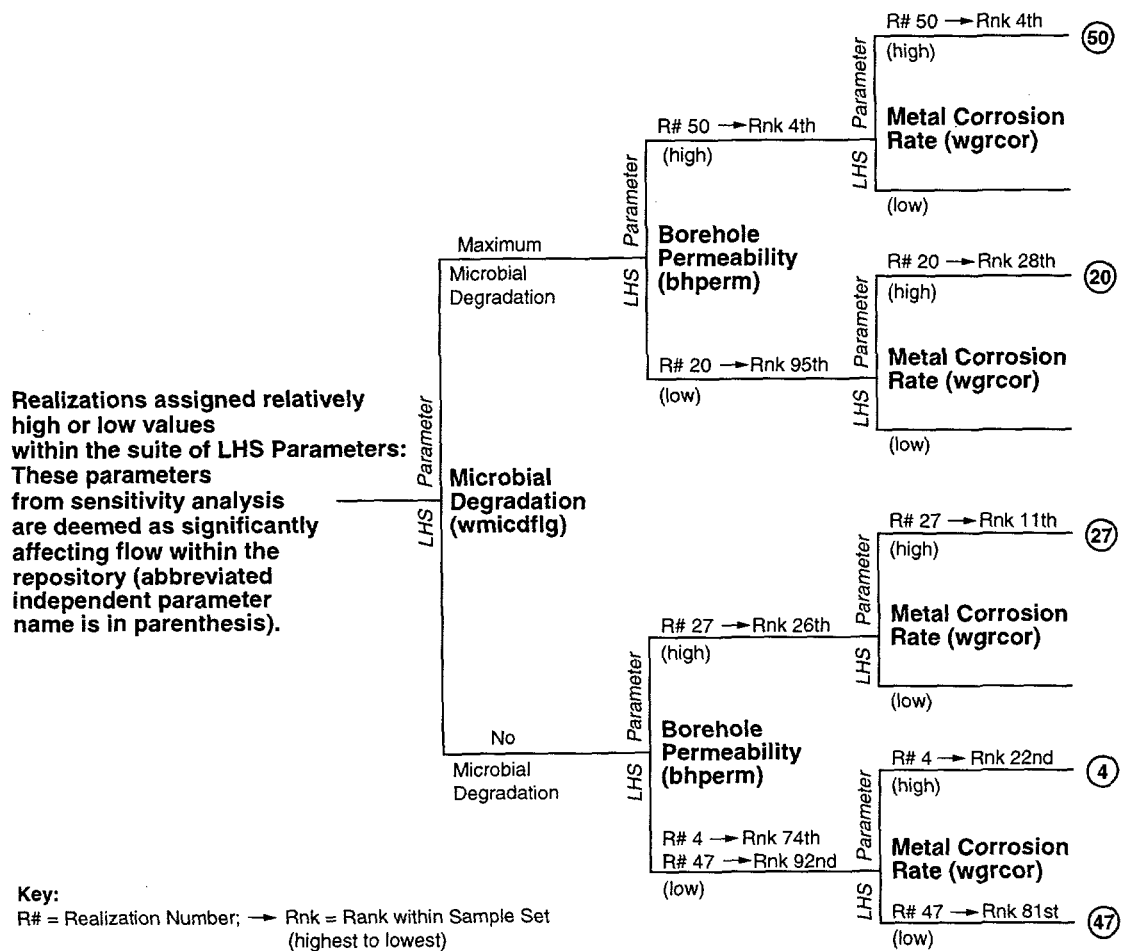 R# 50 → Rnk 4th
(high)
50
LHS Parameter
Metal Corrosion
Rate (wgrcor)
(low)
R# 50 → Rnk 4th
(high)
Maximum
Microbial
Degradation
LHS Parameter
Borehole
Permeability
(bhperm)
R# 20 → Rnk 28th
(high)
20
LHS Parameter
Metal Corrosion
Rate (wgrcor)
(low)
R# 20 → Rnk 95th
(low)
Realizations assigned relatively
high or low values
within the suite of LHS Parameters:
These parameters
from sensitivity analysis
are deemed as significantly
affecting flow within the
repository (abbreviated
independent parameter
name is in parenthesis).
LHS Parameter
Microbial
Degradation
(wmicdflg)
R# 27 → Rnk 11th
(high)
27
LHS Parameter
Metal Corrosion
Rate (wgrcor)
(low)
R# 27 → Rnk 26th
(high)
No
Microbial
Degradation
LHS Parameter
Borehole
Permeability
(bhperm)
R# 4 → Rnk 74th
R# 47 → Rnk 92nd
(low)
R# 4 → Rnk 22nd
(high)
4
LHS Parameter
Metal Corrosion
Rate (wgrcor)
R# 47 → Rnk 81st
(low)
47
Key:
R# = Realization Number; → Rnk = Rank within Sample Set
(highest to lowest)